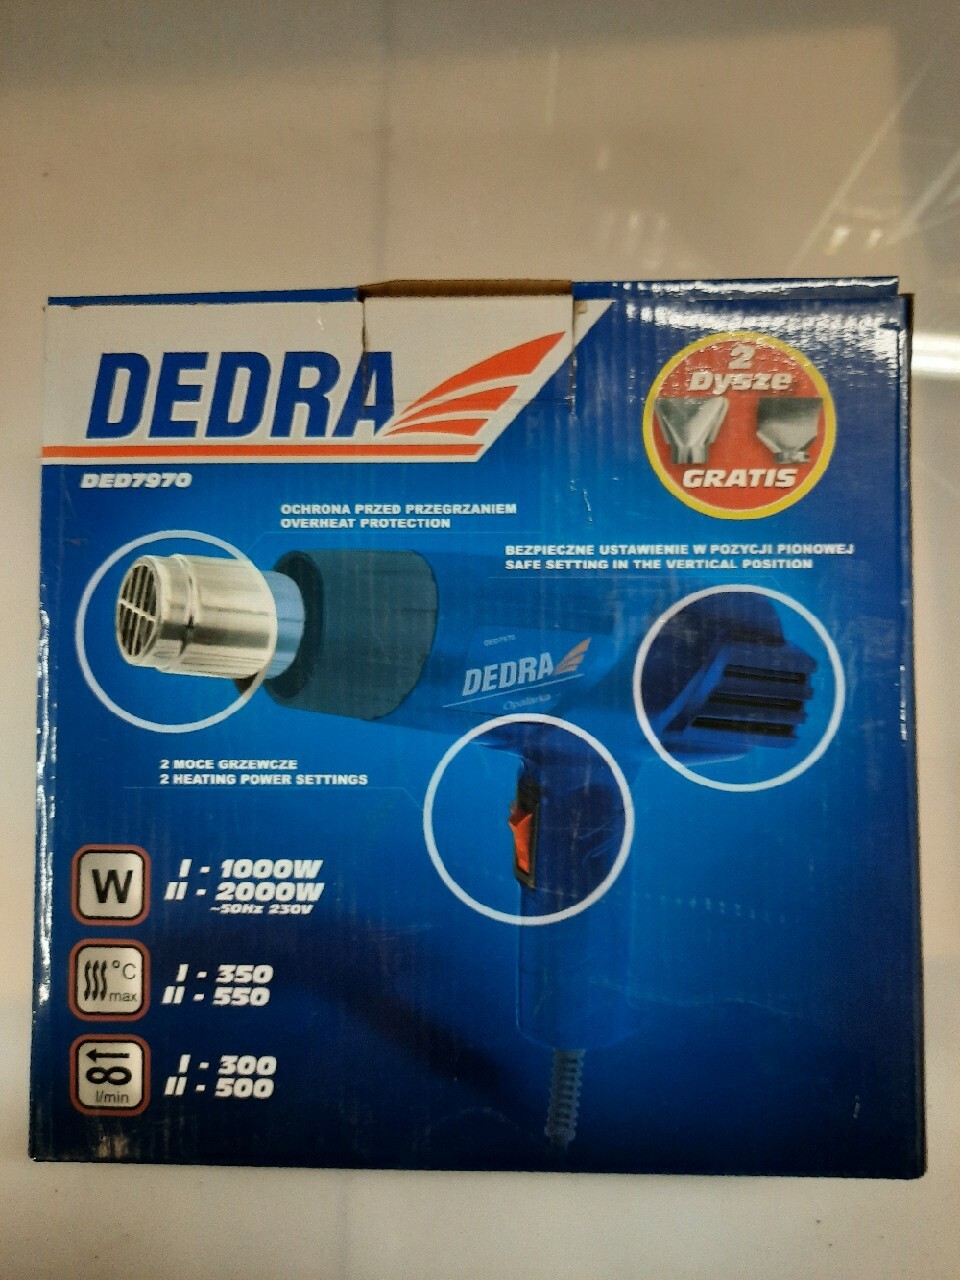 DEDRA
2
Dysze
GRATIS
DED7970
OCHRONA PRZED PRZEGRZANIEM
OVERHEAT PROTECTION
BEZPIECZNE USTAWIENIE W POZYCJI PIONOWEJ
SAFE SETTING IN THE VERTICAL POSITION
DED7970
DEDRA
Opalarka
2 MOCE GRZEWCZE
2 HEATING POWER SETTINGS
W
I - 1000W
II - 2000W
~50Hz 230V
°C
max
I - 350
II - 550
l/min
I - 300
II - 500